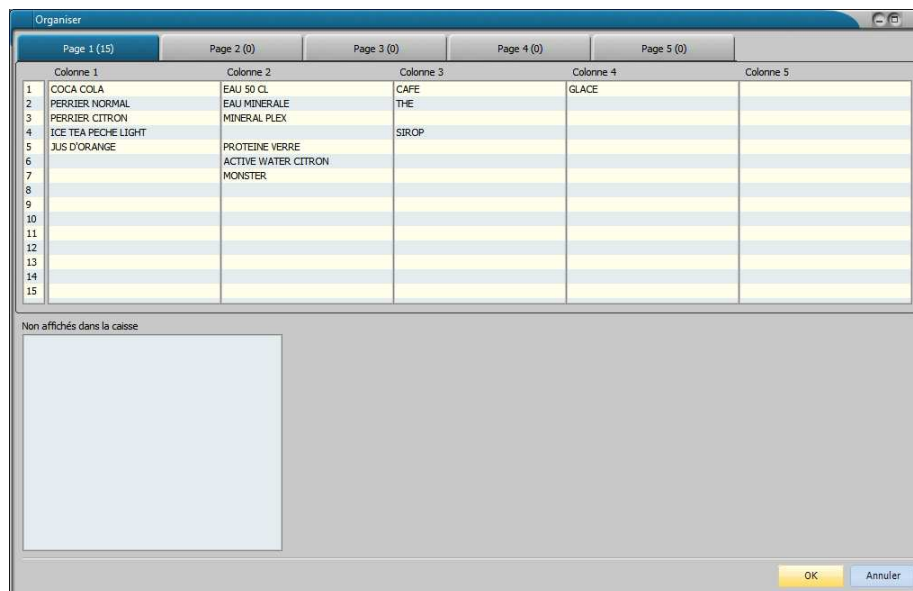 Organiser
Page 1 (15) Page 2 (0) Page 3 (0) Page 4 (0) Page 5 (0)
Colonne 1 Colonne 2 Colonne 3 Colonne 4 Colonne 5
1 COCA COLA EAU 50 CL CAFE GLACE
2 PERRIER NORMAL EAU MINERALE THE
3 PERRIER CITRON MINERAL PLEX
4 ICE TEA PECHE LIGHT SIROP
5 JUS D'ORANGE PROTEINE VERRE
6 ACTIVE WATER CITRON
7 MONSTER
8
9
10
11
12
13
14
15
Non affichés dans la caisse
OK Annuler